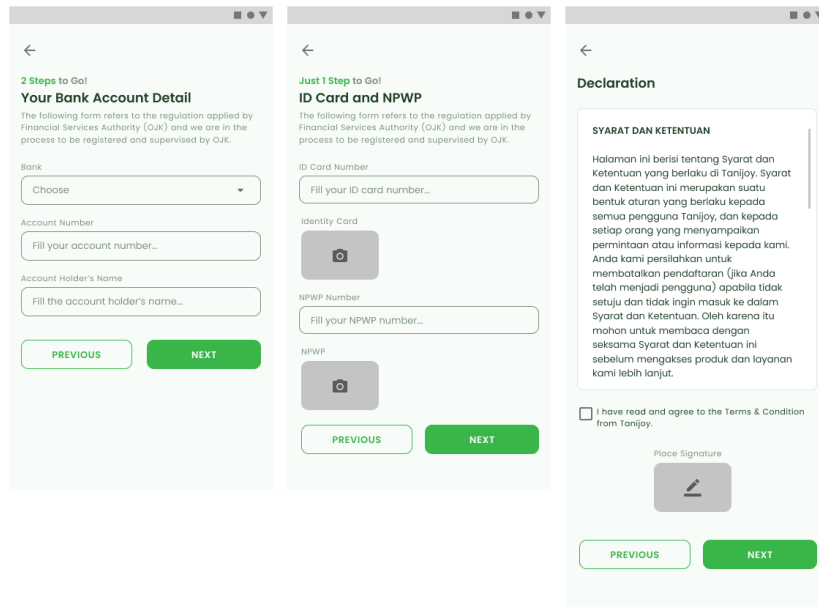 2 Steps to Go!
Your Bank Account Detail
The following form refers to the regulation applied by
Financial Services Authority (OJK) and we are in the
process to be registered and supervised by OJK.
Bank
Choose
Account Number
Fill your account number...
Account Holder's Name
Fill the account holder's name...
PREVIOUS
NEXT
Just 1 Step to Go!
ID Card and NPWP
The following form refers to the regulation applied by
Financial Services Authority (OJK) and we are in the
process to be registered and supervised by OJK.
ID Card Number
Fill your ID card number...
Identity Card
NPWP Number
Fill your NPWP number...
NPWP
PREVIOUS
NEXT
Declaration
SYARAT DAN KETENTUAN
Halaman ini berisi tentang Syarat dan
Ketentuan yang berlaku di Tanijoy. Syarat
dan Ketentuan ini merupakan suatu
bentuk aturan yang berlaku kepada
semua pengguna Tanijoy, dan kepada
setiap orang yang menyampaikan
permintaan atau informasi kepada kami.
Anda kami persilahkan untuk
membatalkan pendaftaran (jika Anda
telah menjadi pengguna) apabila tidak
setuju dan tidak ingin masuk ke dalam
Syarat dan Ketentuan. Oleh karena itu
mohon untuk membaca dengan
seksama Syarat dan Ketentuan ini
sebelum mengakses produk dan layanan
kami lebih lanjut.
I have read and agree to the Terms & Condition
from Tanijoy.
Place Signature
PREVIOUS
NEXT